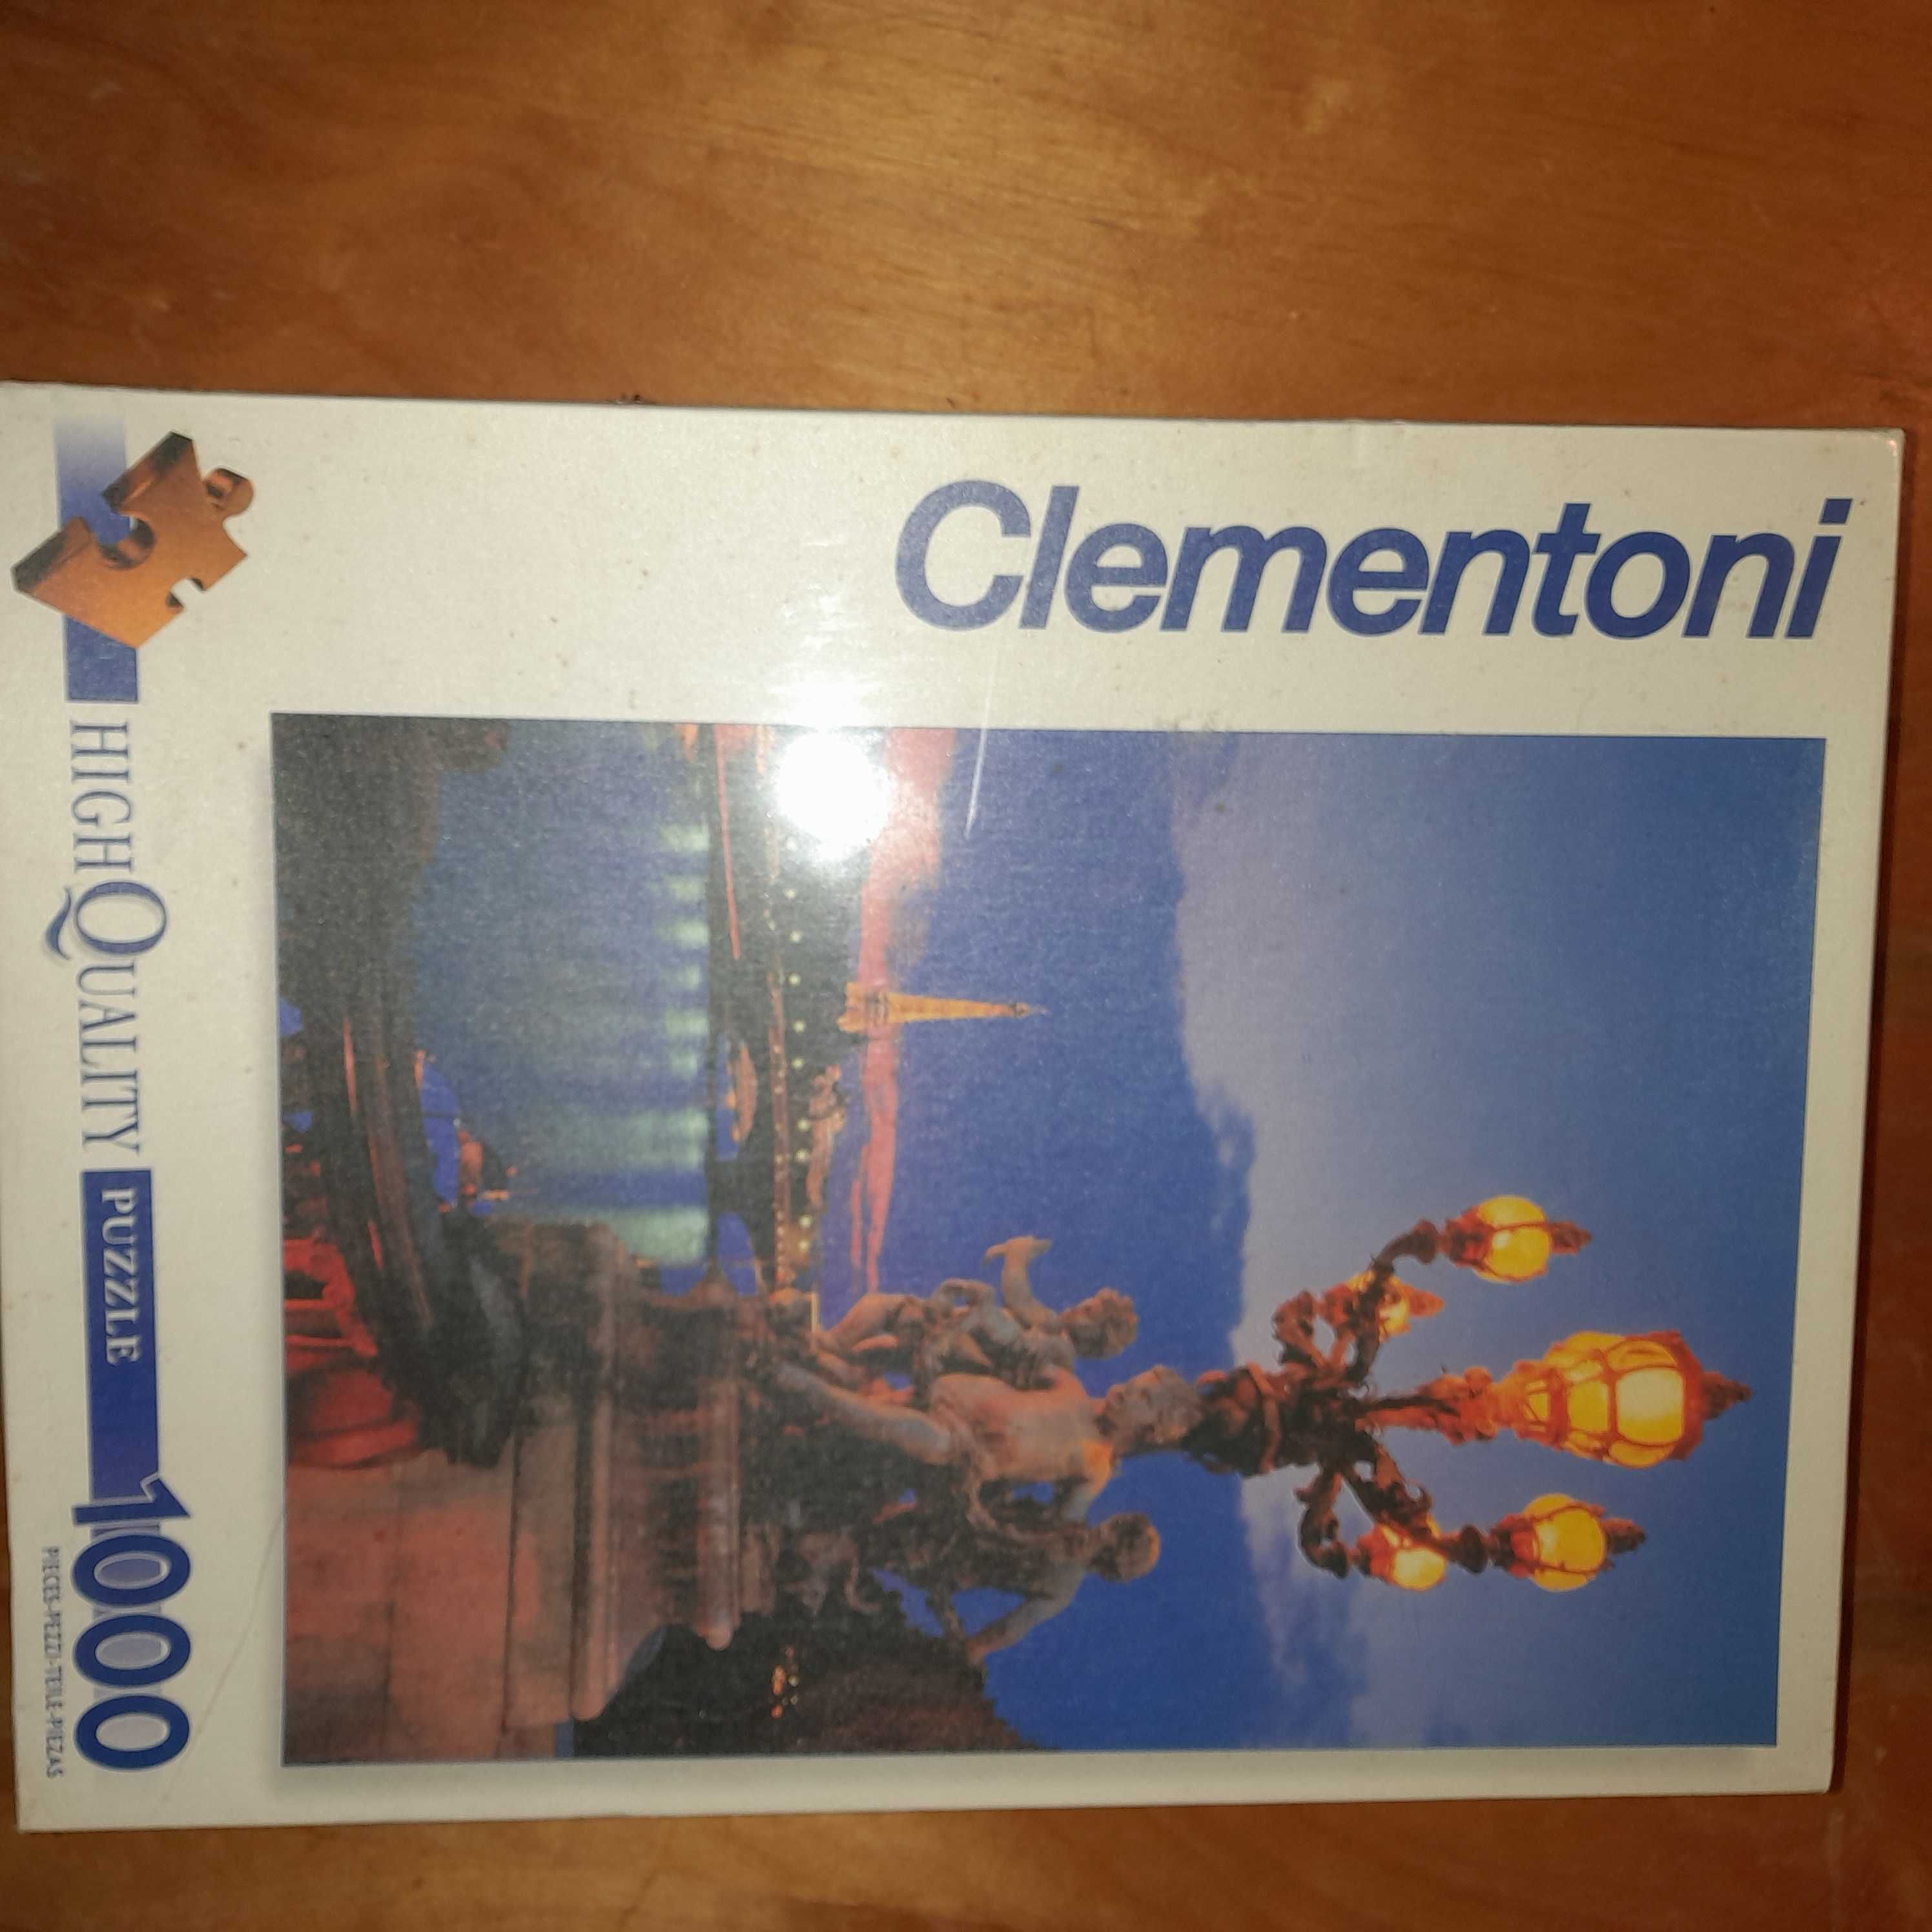 Clementoni
HIGH QUALITY PUZZLE 1000
PIECES-PEZZI-TEILE-PIEZAS